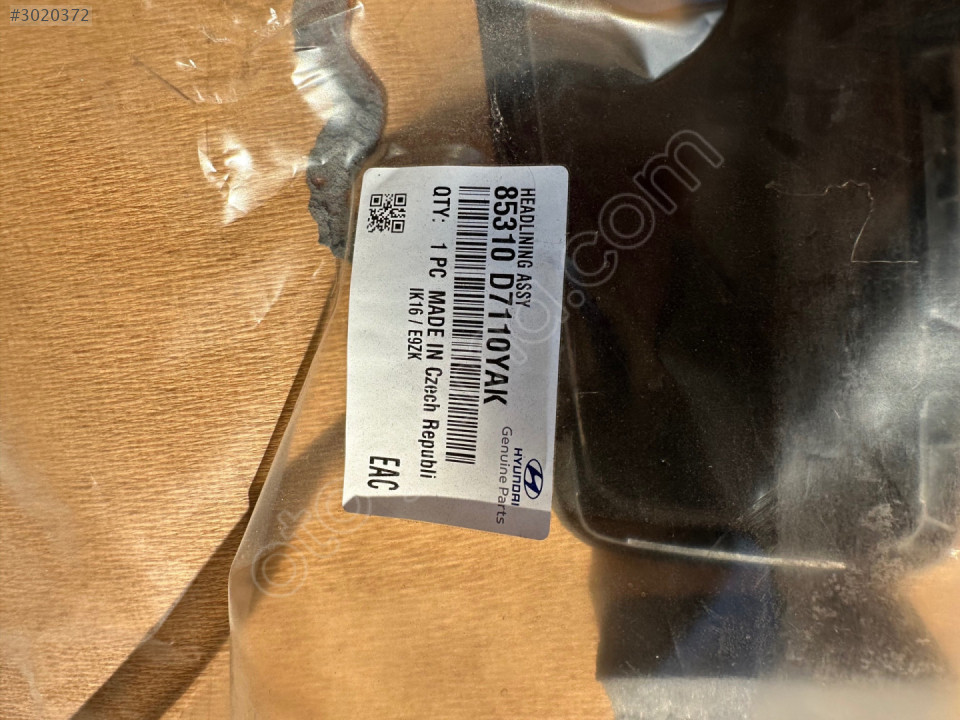 #3020372
HEADLINING ASSY
85310 D7110YAK
QTY: 1 PC MADE IN Czech Republi
IK16 / E9ZK
EAC
HYUNDAI
Genuine Parts